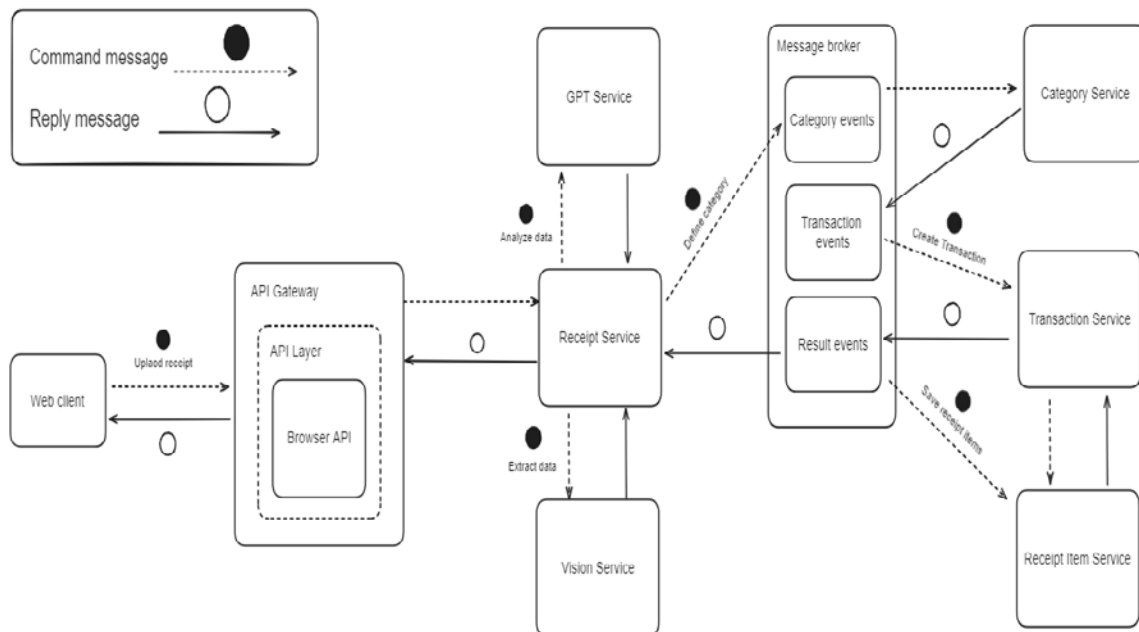 Command message
Reply message
GPT Service
Message broker
Category events
Category Service
Analyze data
Define category
Transaction
events
Create Transaction
API Gateway
API Layer
Browser API
Receipt Service
Result events
Transaction Service
Upload receipt
Web client
Extract data
Save receipt items
Vision Service
Receipt Item Service